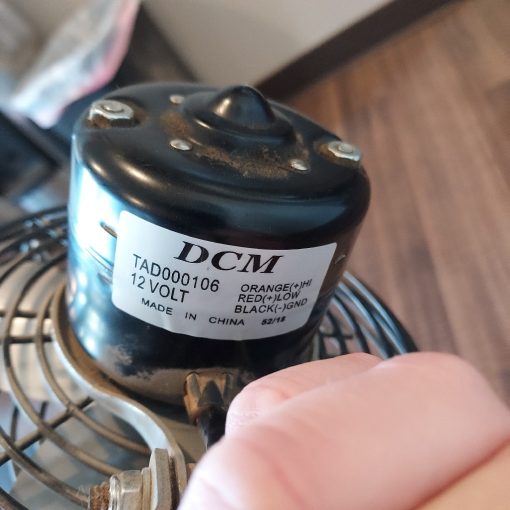 DCM
TAD000106
12 VOLT
ORANGE(+)HI
RED(+)LOW
BLACK(-)GND
MADE IN CHINA 52/18